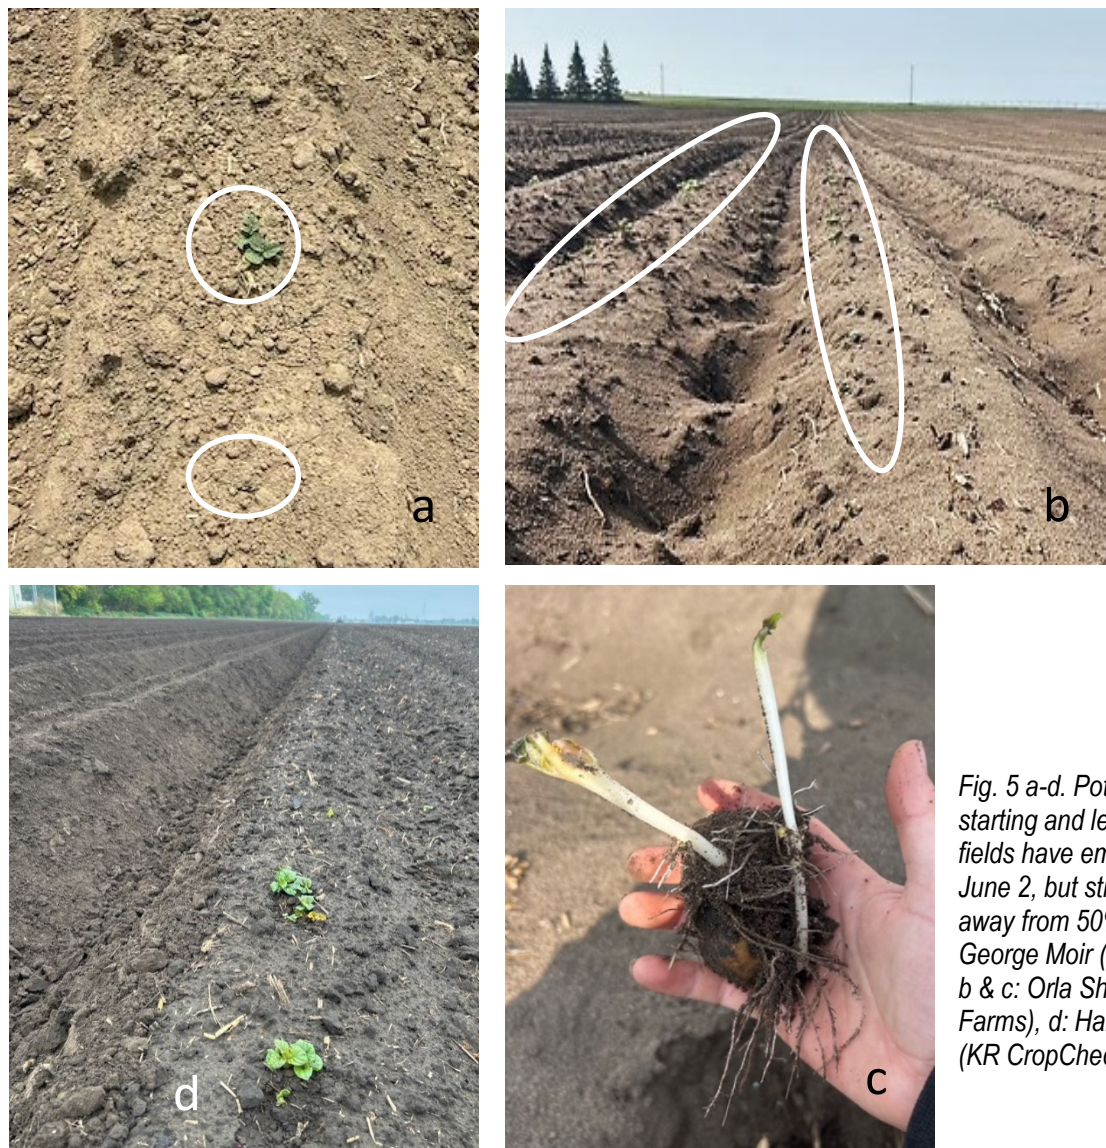 a
b
d
c
Fig. 5 a-d. Pot
starting and le
fields have em
June 2, but sti
away from 50
George Moir (
b & c: Orla Sh
Farms), d: Ha
(KR CropChe